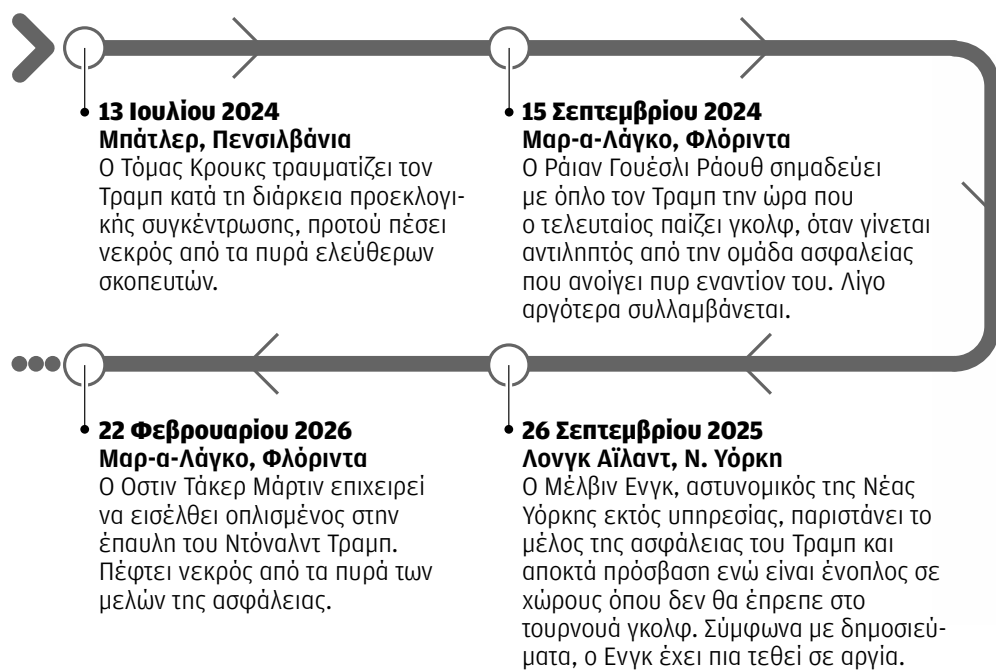 13 Ιουλίου 2024
Μπάτλερ, Πενσιλβάνια
Ο Τόμας Κρουκς τραυματίζει τον
Τραμπ κατά τη διάρκεια προεκλογι-
κής συγκέντρωσης, προτού πέσει
νεκρός από τα πυρά ελεύθερων
σκοπευτών.
15 Σεπτεμβρίου 2024
Μαρ-α-Λάγκο, Φλόριντα
Ο Ράιαν Γουέσλι Ράουθ σημαδεύει
με όπλο τον Τραμπ την ώρα που
ο τελευταίος παίζει γκολφ, όταν γίνεται
αντιληπτός από την ομάδα ασφαλείας
που ανοίγει πυρ εναντίον του. Λίγο
αργότερα συλλαμβάνεται.
26 Σεπτεμβρίου 2025
Λονγκ Αϊλαντ, Ν. Υόρκη
Ο Μέλβιν Ενγκ, αστυνομικός της Νέας
Υόρκης εκτός υπηρεσίας, παριστάνει το
μέλος της ασφάλειας του Τραμπ και
αποκτά πρόσβαση ενώ είναι ένοπλος σε
χώρους όπου δεν θα έπρεπε στο
τουρνουά γκολφ. Σύμφωνα με δημοσιεύ-
ματα, ο Ενγκ έχει πια τεθεί σε αργία.
22 Φεβρουαρίου 2026
Μαρ-α-Λάγκο, Φλόριντα
Ο Οστιν Τάκερ Μάρτιν επιχειρεί
να εισέλθει οπλισμένος στην
έπαυλη του Ντόναλντ Τραμπ.
Πέφτει νεκρός από τα πυρά των
μελών της ασφάλειας.